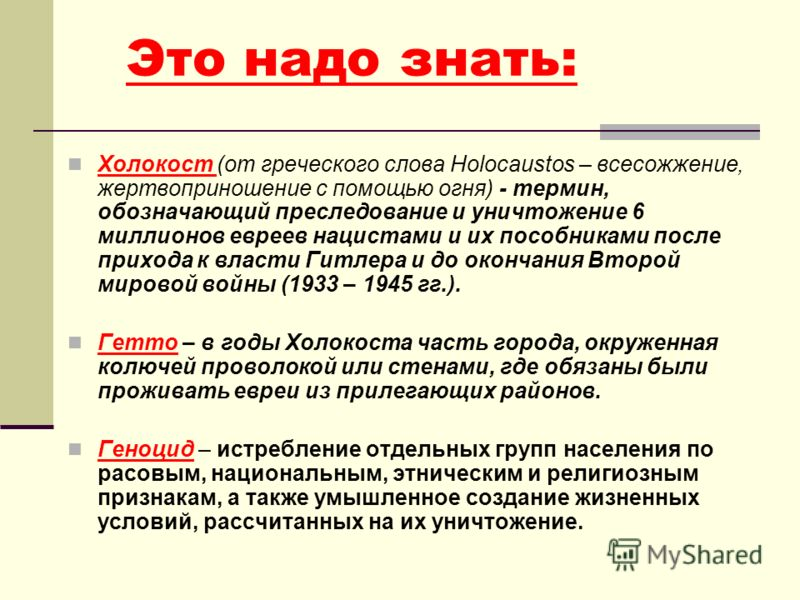 Это надо знать:
Холокост (от греческого слова Holocaustos – всесожжение,
жертвоприношение с помощью огня) - термин,
обозначающий преследование и уничтожение 6
миллионов евреев нацистами и их пособниками после
прихода к власти Гитлера и до окончания Второй
мировой войны (1933 – 1945 гг.).
Гетто – в годы Холокоста часть города, окруженная
колючей проволокой или стенами, где обязаны были
проживать евреи из прилегающих районов.
Геноцид – истребление отдельных групп населения по
расовым, национальным, этническим и религиозным
признакам, а также умышленное создание жизненных
условий, рассчитанных на их уничтожение.
MyShared